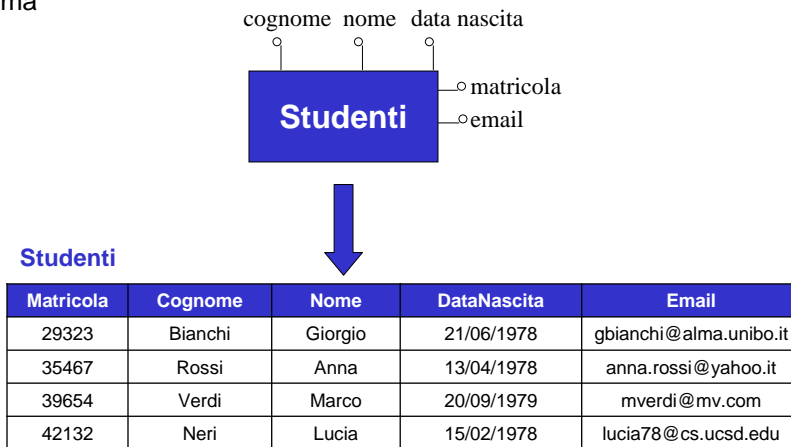 ma
cognome nome data nascita
matricola
Studenti
email
Studenti
Matricola Cognome Nome DataNascita Email
29323 Bianchi Giorgio 21/06/1978 gbianchi@alma.unibo.it
35467 Rossi Anna 13/04/1978 anna.rossi@yahoo.it
39654 Verdi Marco 20/09/1979 mverdi@mv.com
42132 Neri Lucia 15/02/1978 lucia78@cs.ucsd.edu